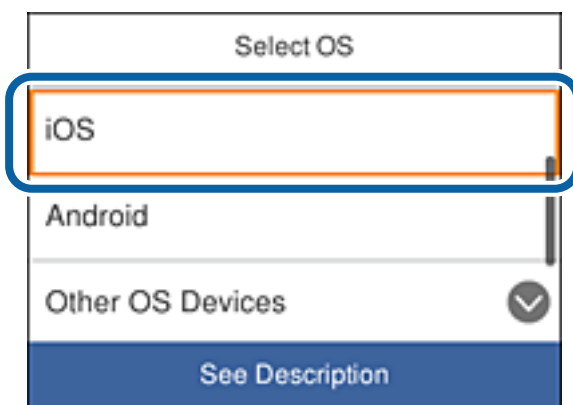 Select OS
iOS
Android
Other OS Devices
See Description